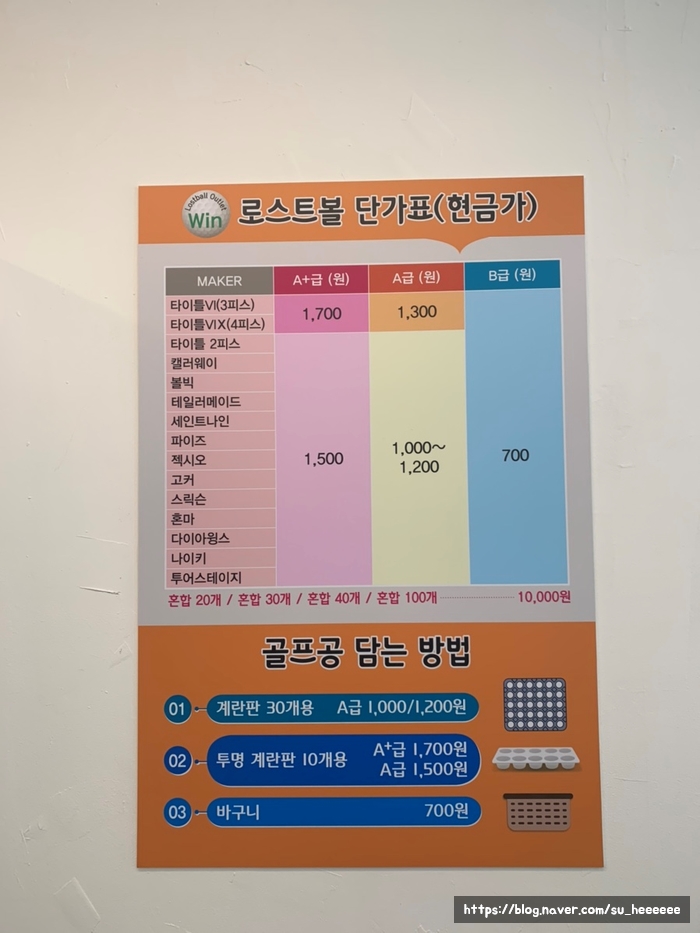 Lostball Outlet
Win
로스트볼 단가표(현금가)
MAKER A+급 (원) A급 (원) B급 (원)
타이틀VI(3피스)
타이틀VIX(4피스)
1,700 1,300
타이틀 2피스
캘러웨이
볼빅
테일러메이드
세인트나인
파이즈
젝시오
고커
스릭슨
혼마
다이아윙스
나이키
투어스테이지
1,500
1,000~
1,200
700
혼합 20개 / 혼합 30개 / 혼합 40개 / 혼합 100개 ········ 10,000원
골프공 담는 방법
01 계란판 30개용 A급 1,000/1,200원
02 투명 계란판 10개용 A+급 1,700원
A급 1,500원
03 바구니 700원
https://blog.naver.com/su_heeeeee